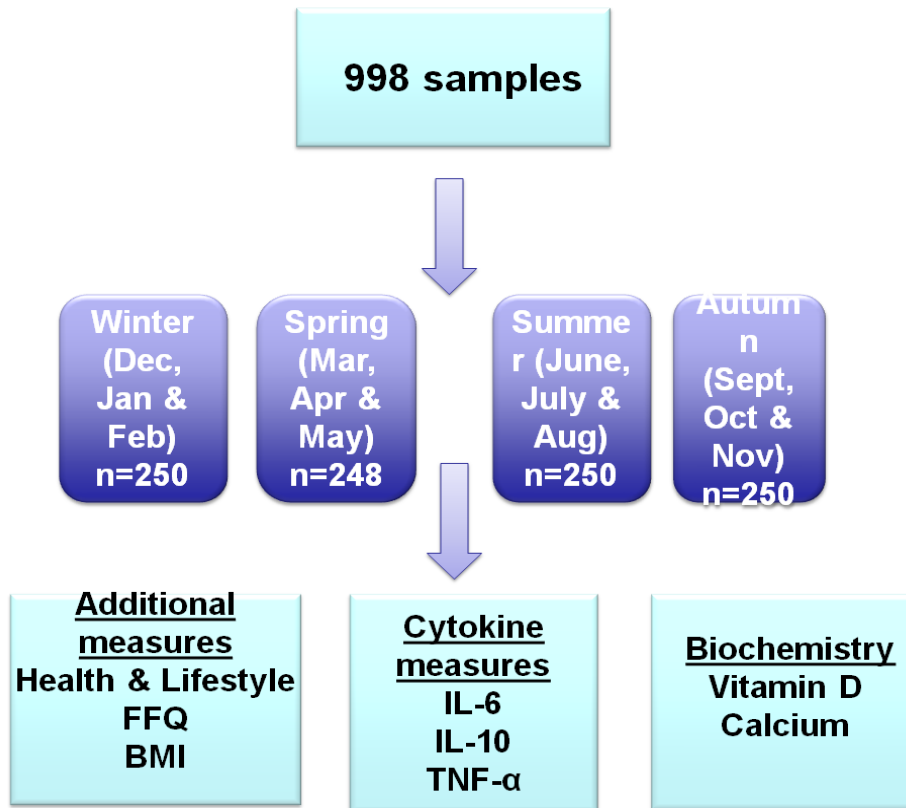 998 samples
Winter
(Dec,
Jan &
Feb)
n=250
Spring
(Mar,
Apr &
May)
n=248
Summe
r (June,
July &
Aug)
n=250
Autum
n
(Sept,
Oct &
Nov)
n=250
Additional
measures
Health & Lifestyle
FFQ
BMI
Cytokine
measures
IL-6
IL-10
TNF-α
Biochemistry
Vitamin D
Calcium